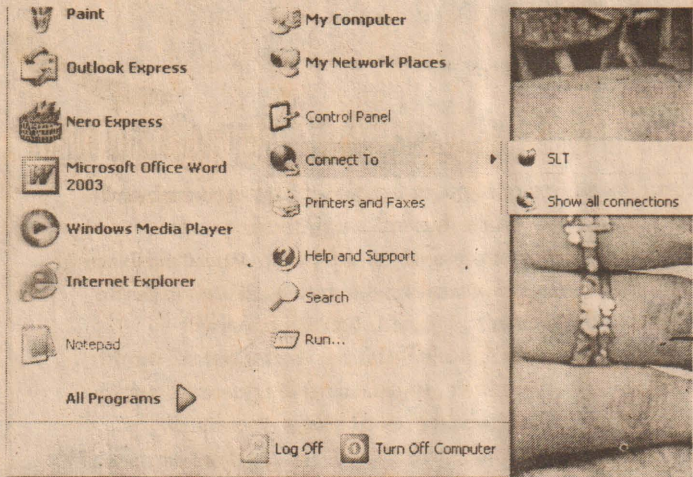 Paint
Outlook Express
Nero Express
Microsoft Office Word
2003
Windows Media Player
Internet Explorer
Notepad
All Programs
My Computer
My Network Places
Control Panel
Connect To
Printers and Faxes
Help and Support
Search
Run...
SLT
Show all connections
Log Off
Turn Off Computer